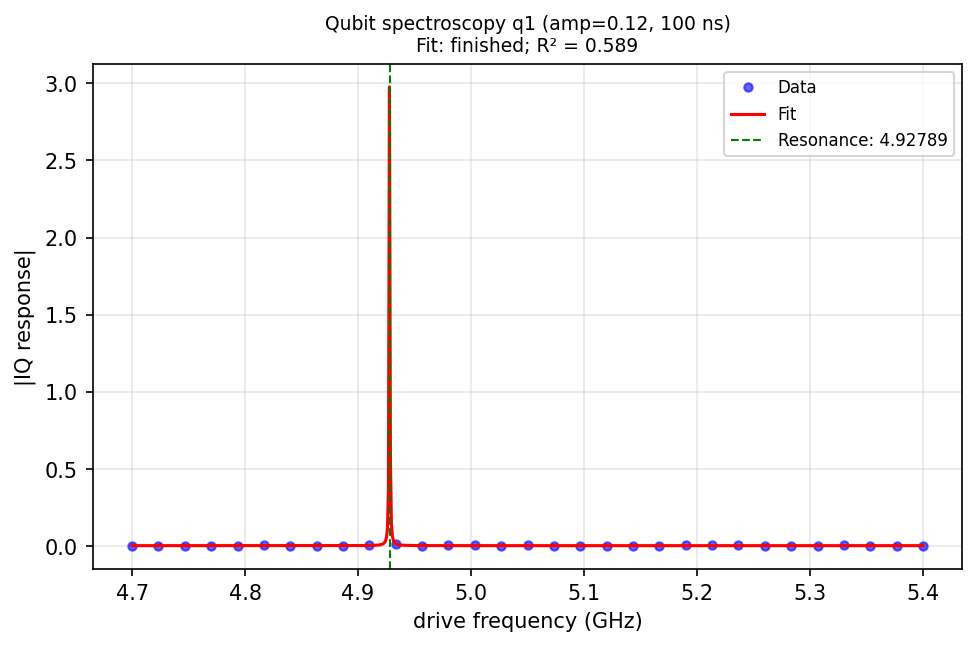 Qubit spectroscopy q1 (amp=0.12, 100 ns)
Fit: finished; R² = 0.589
3.0
2.5
2.0
1.5
1.0
0.5
0.0
|IQ response|
Data
Fit
Resonance: 4.92789
4.7 4.8 4.9 5.0 5.1 5.2 5.3 5.4
drive frequency (GHz)